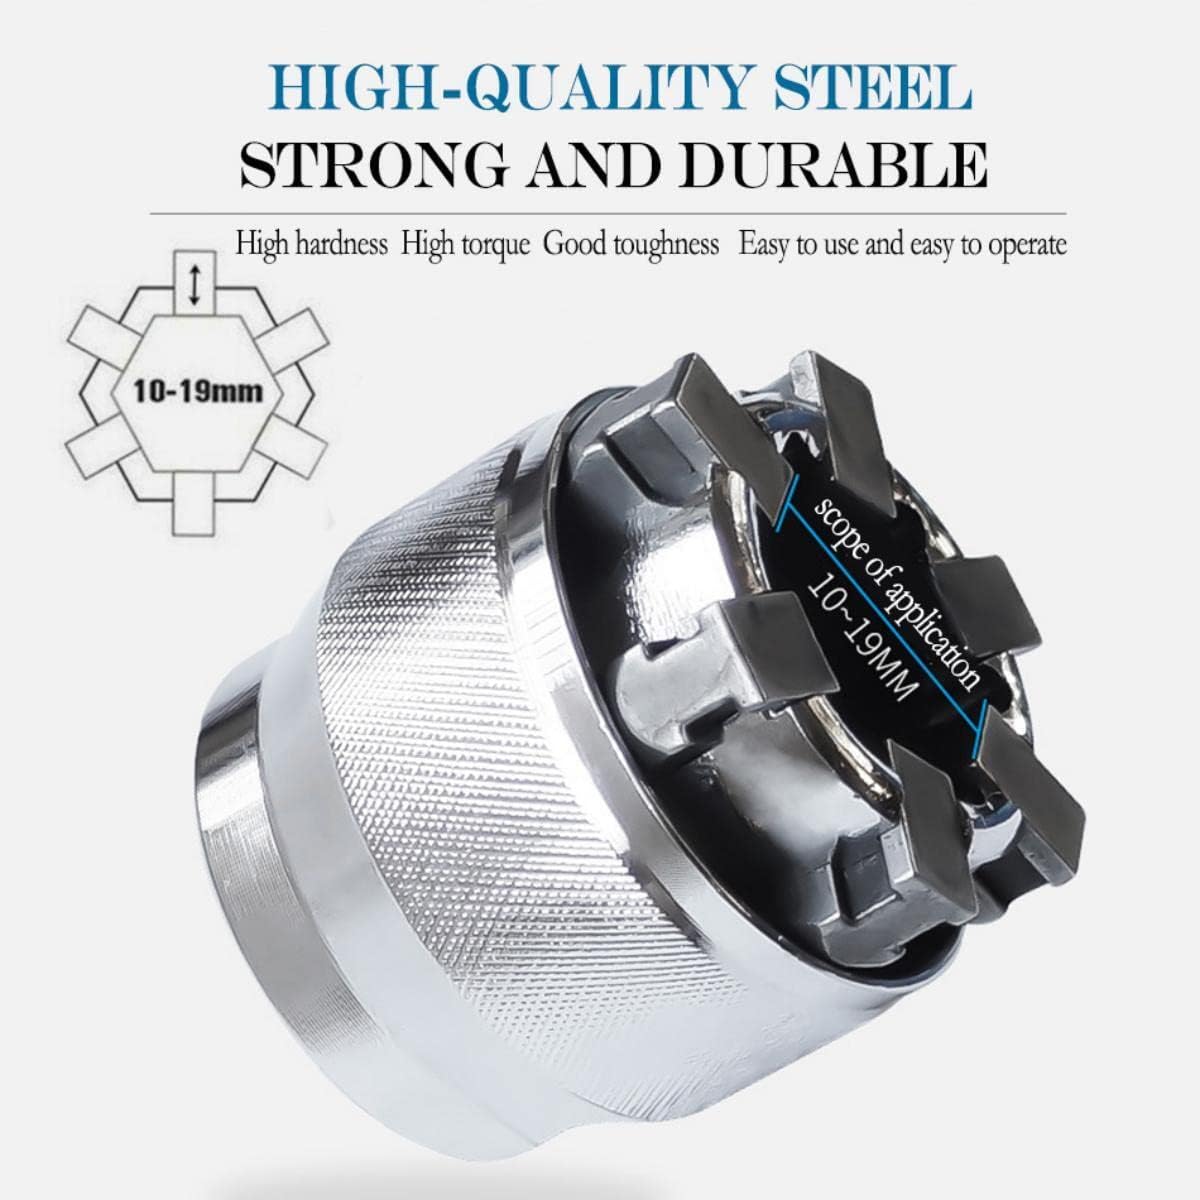 HIGH-QUALITY STEEL
STRONG AND DURABLE
High hardness High torque Good toughness Easy to use and easy to operate
10-19mm
scope of application
10~19MM